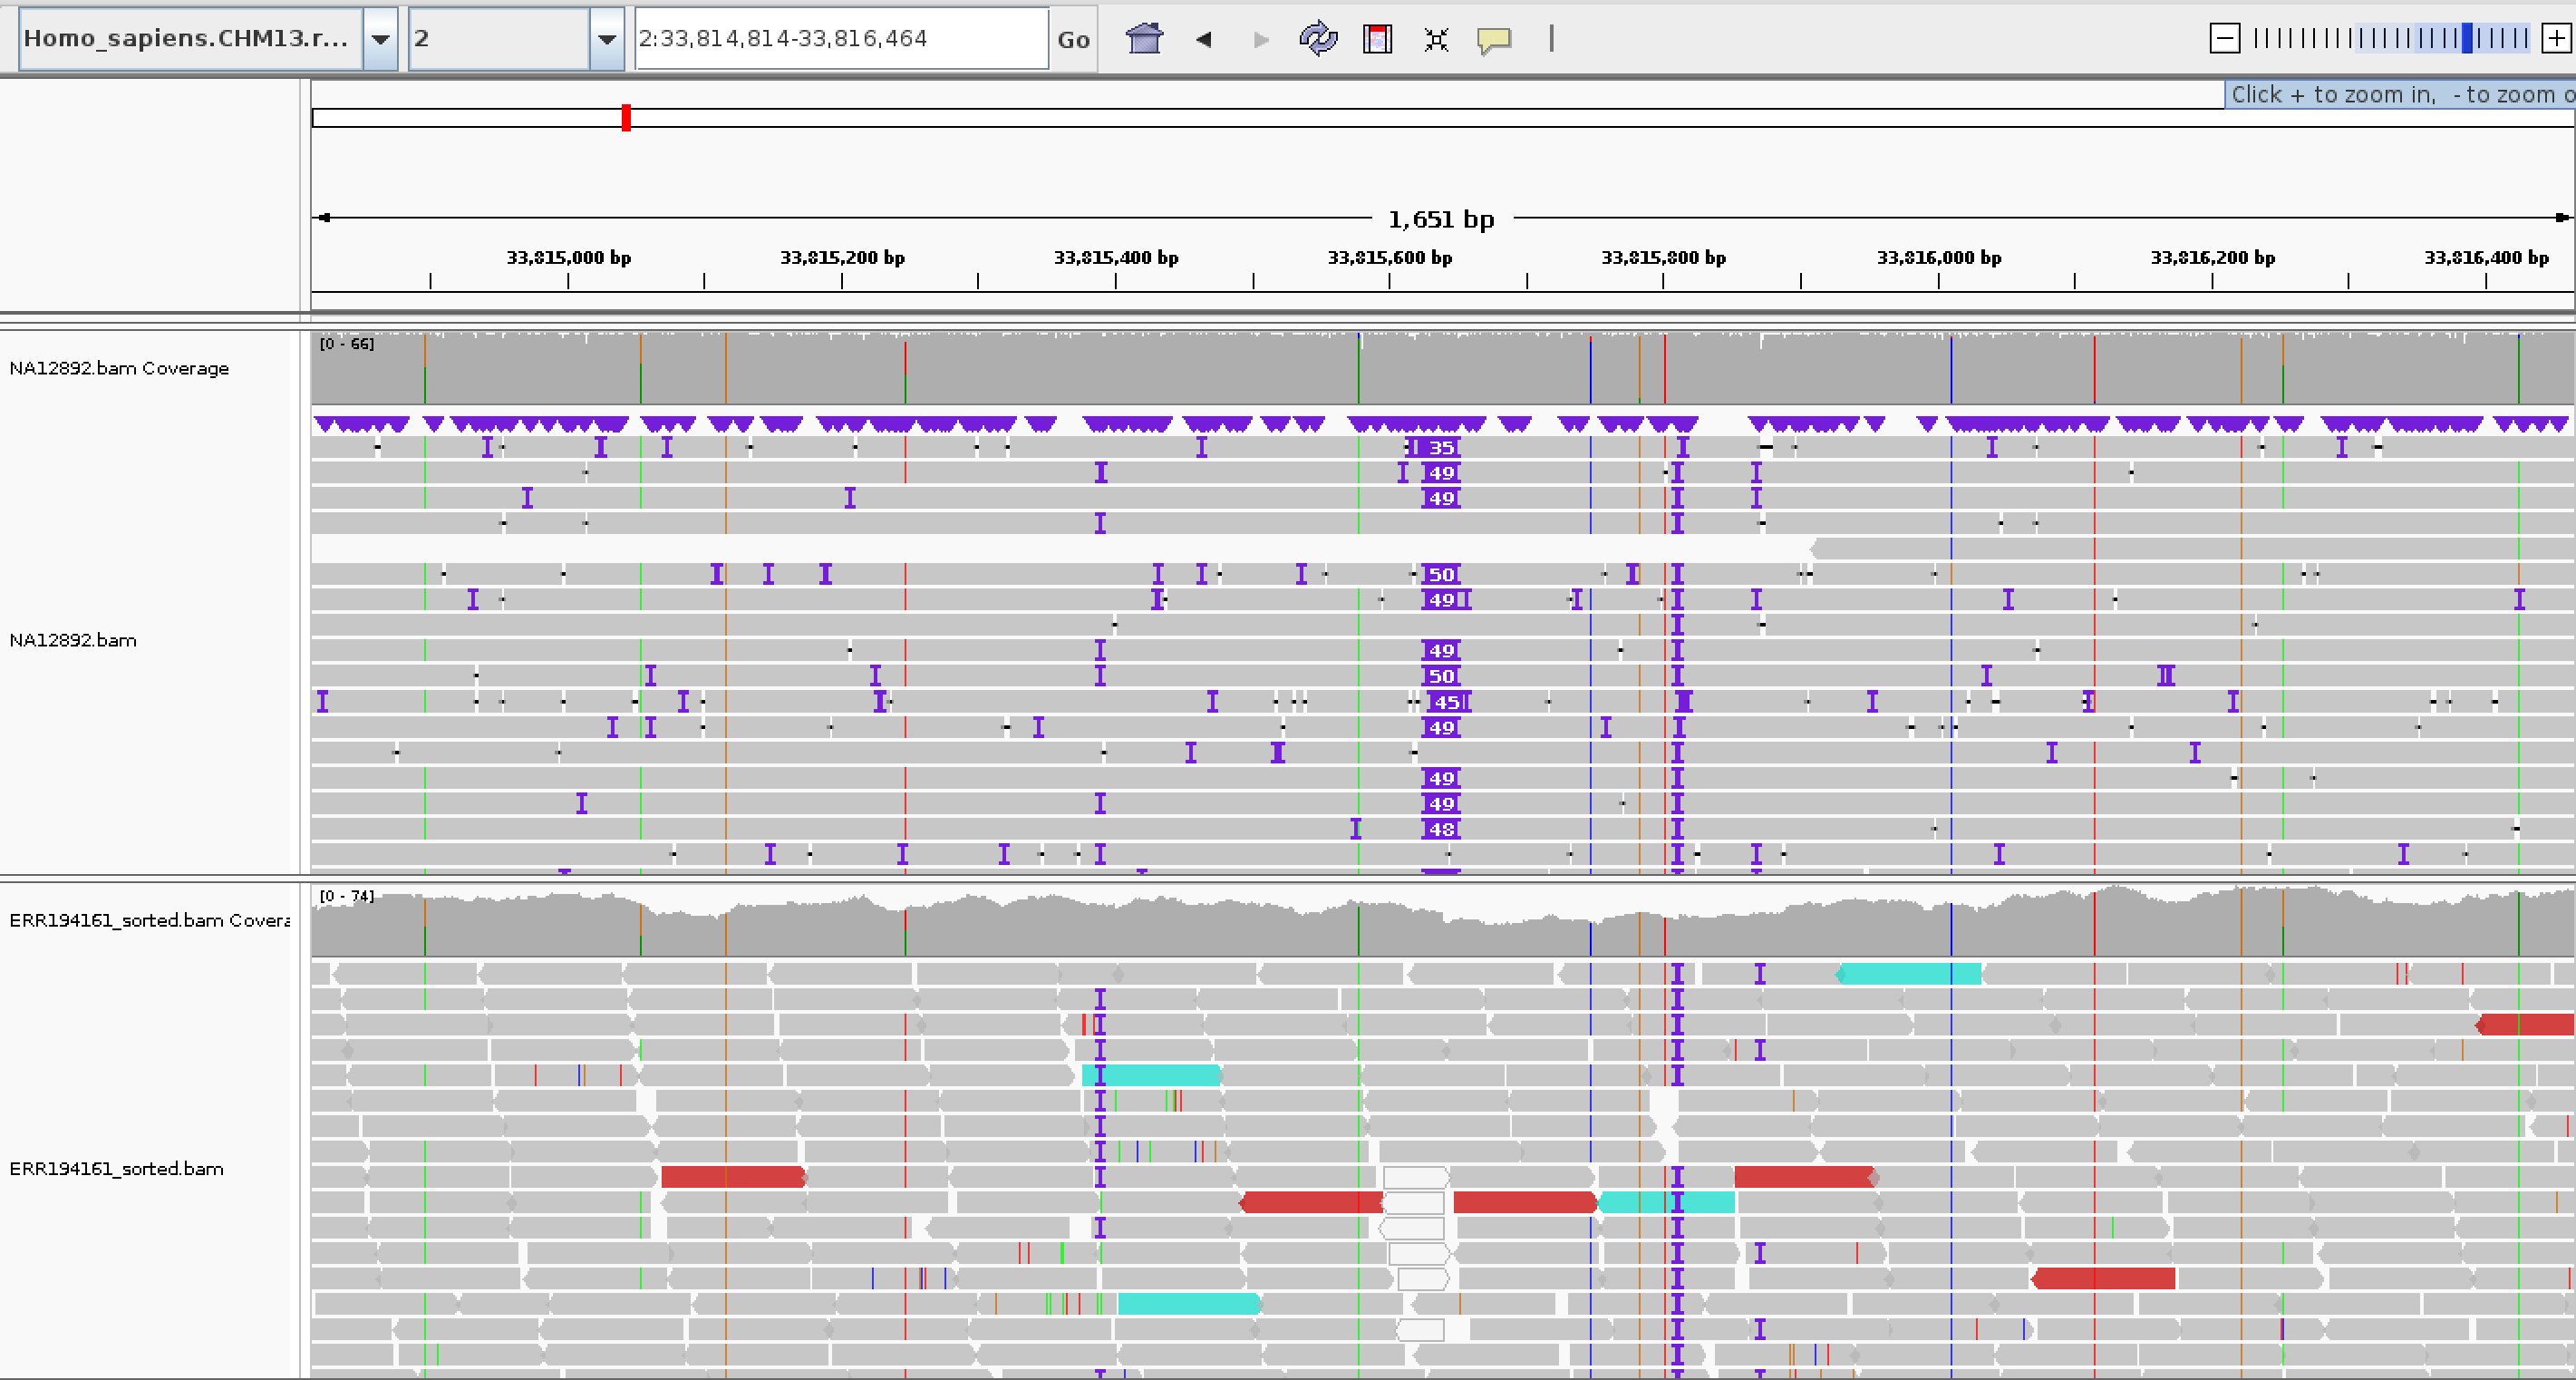 Homo_sapiens.CHM13.r... 2 2:33,814,814-33,816,464 Go
Click + to zoom in, - to zoom o
1,651 bp
33,815,000 bp 33,815,200 bp 33,815,400 bp 33,815,600 bp 33,815,800 bp 33,816,000 bp 33,816,200 bp 33,816,400 bp
[0 - 66]
NA12892.bam Coverage
35
49
49
50
49
NA12892.bam
49
50
45
49
49
49
48
[0 - 74]
ERR194161_sorted.bam Covera
ERR194161_sorted.bam